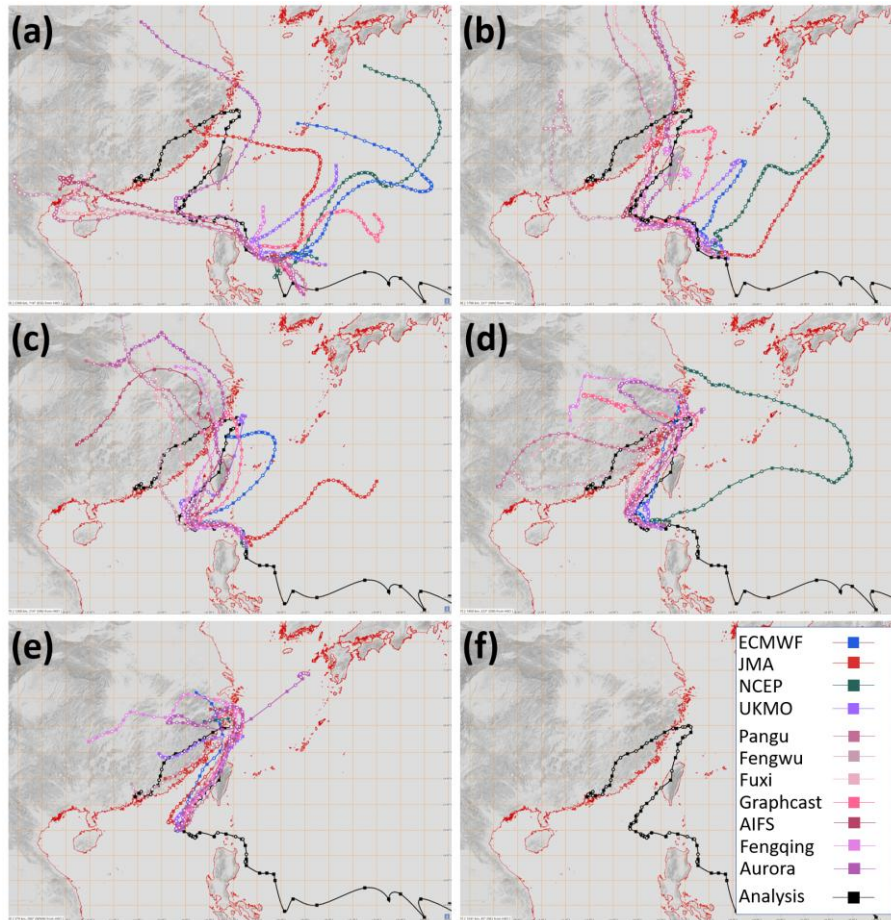 (a)
(b)
(c)
(d)
(e)
(f)
ECMWF
JMA
NCEP
UKMO
Pangu
Fengwu
Fuxi
Graphcast
AIFS
Fengqing
Aurora
Analysis